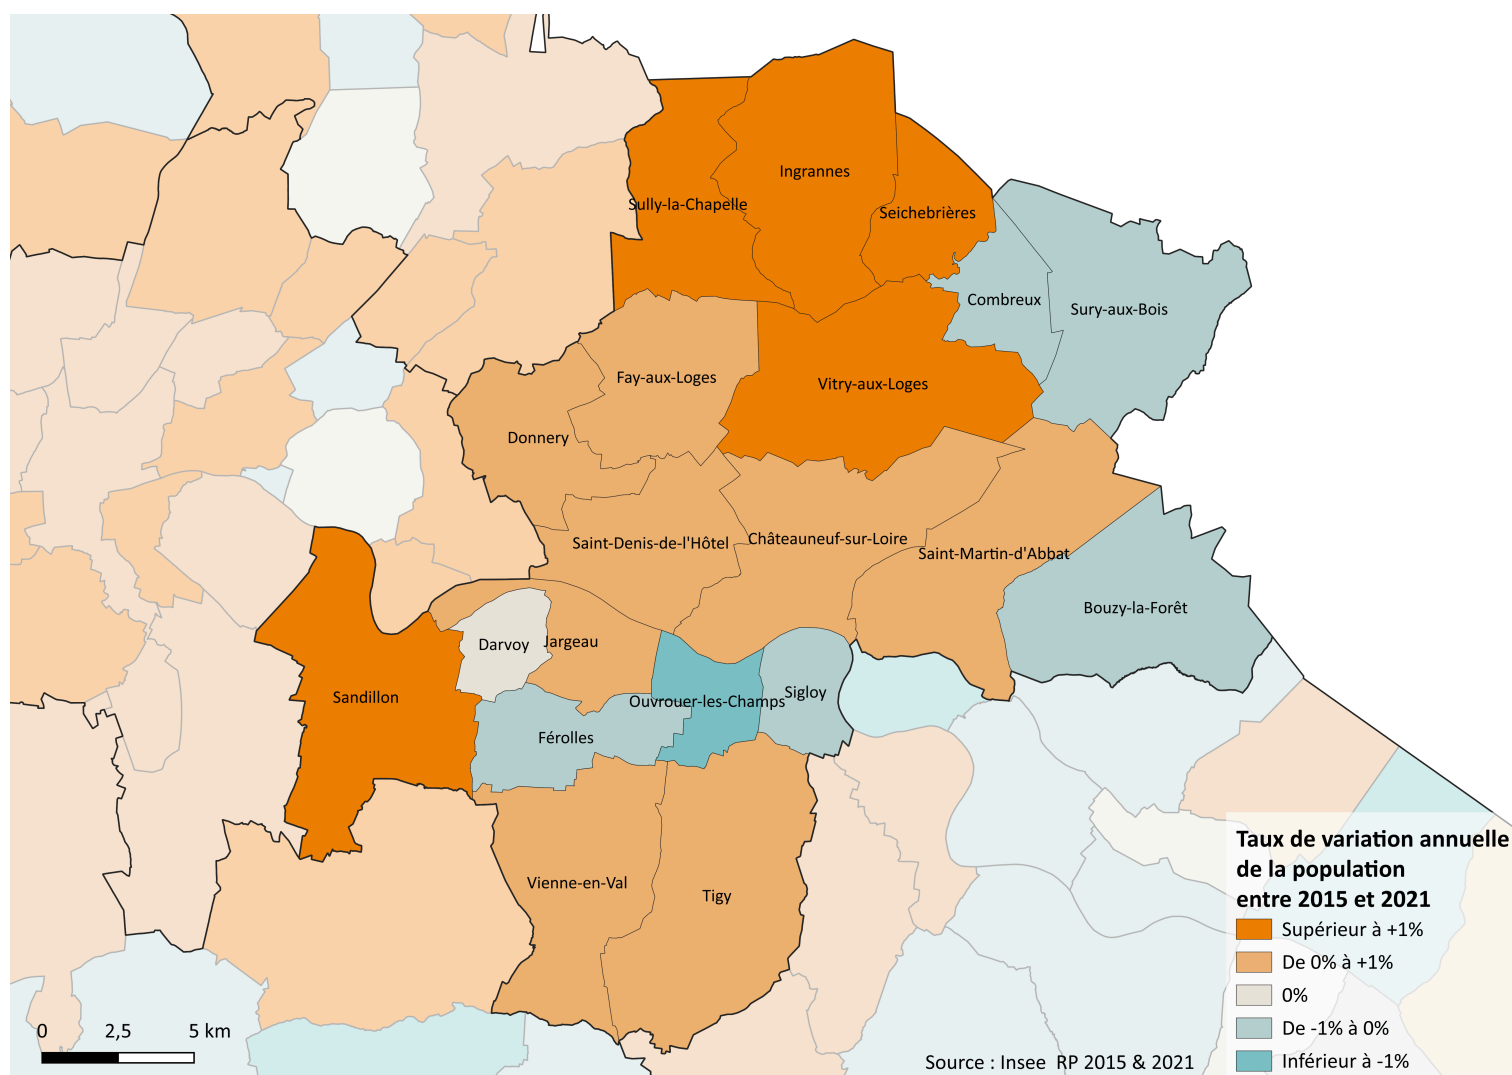 Ingrannes
Sully-la-Chapelle
Seichebrières
Combreux
Sury-aux-Bois
Fay-aux-Loges
Vitry-aux-Loges
Donnery
Saint-Denis-de-l'Hôtel
Châteauneuf-sur-Loire
Saint-Martin-d'Abbat
Bouzy-la-Forêt
Darvoy
Jargeau
Sandillon
Ouvrouer-les-Champs
Sigloy
Férolles
Vienne-en-Val
Tigy
Taux de variation annuelle
de la population
entre 2015 et 2021
Supérieur à +1%
De 0% à +1%
0%
De -1% à 0%
Inférieur à -1%
0 2,5 5 km
Source : Insee RP 2015 & 2021